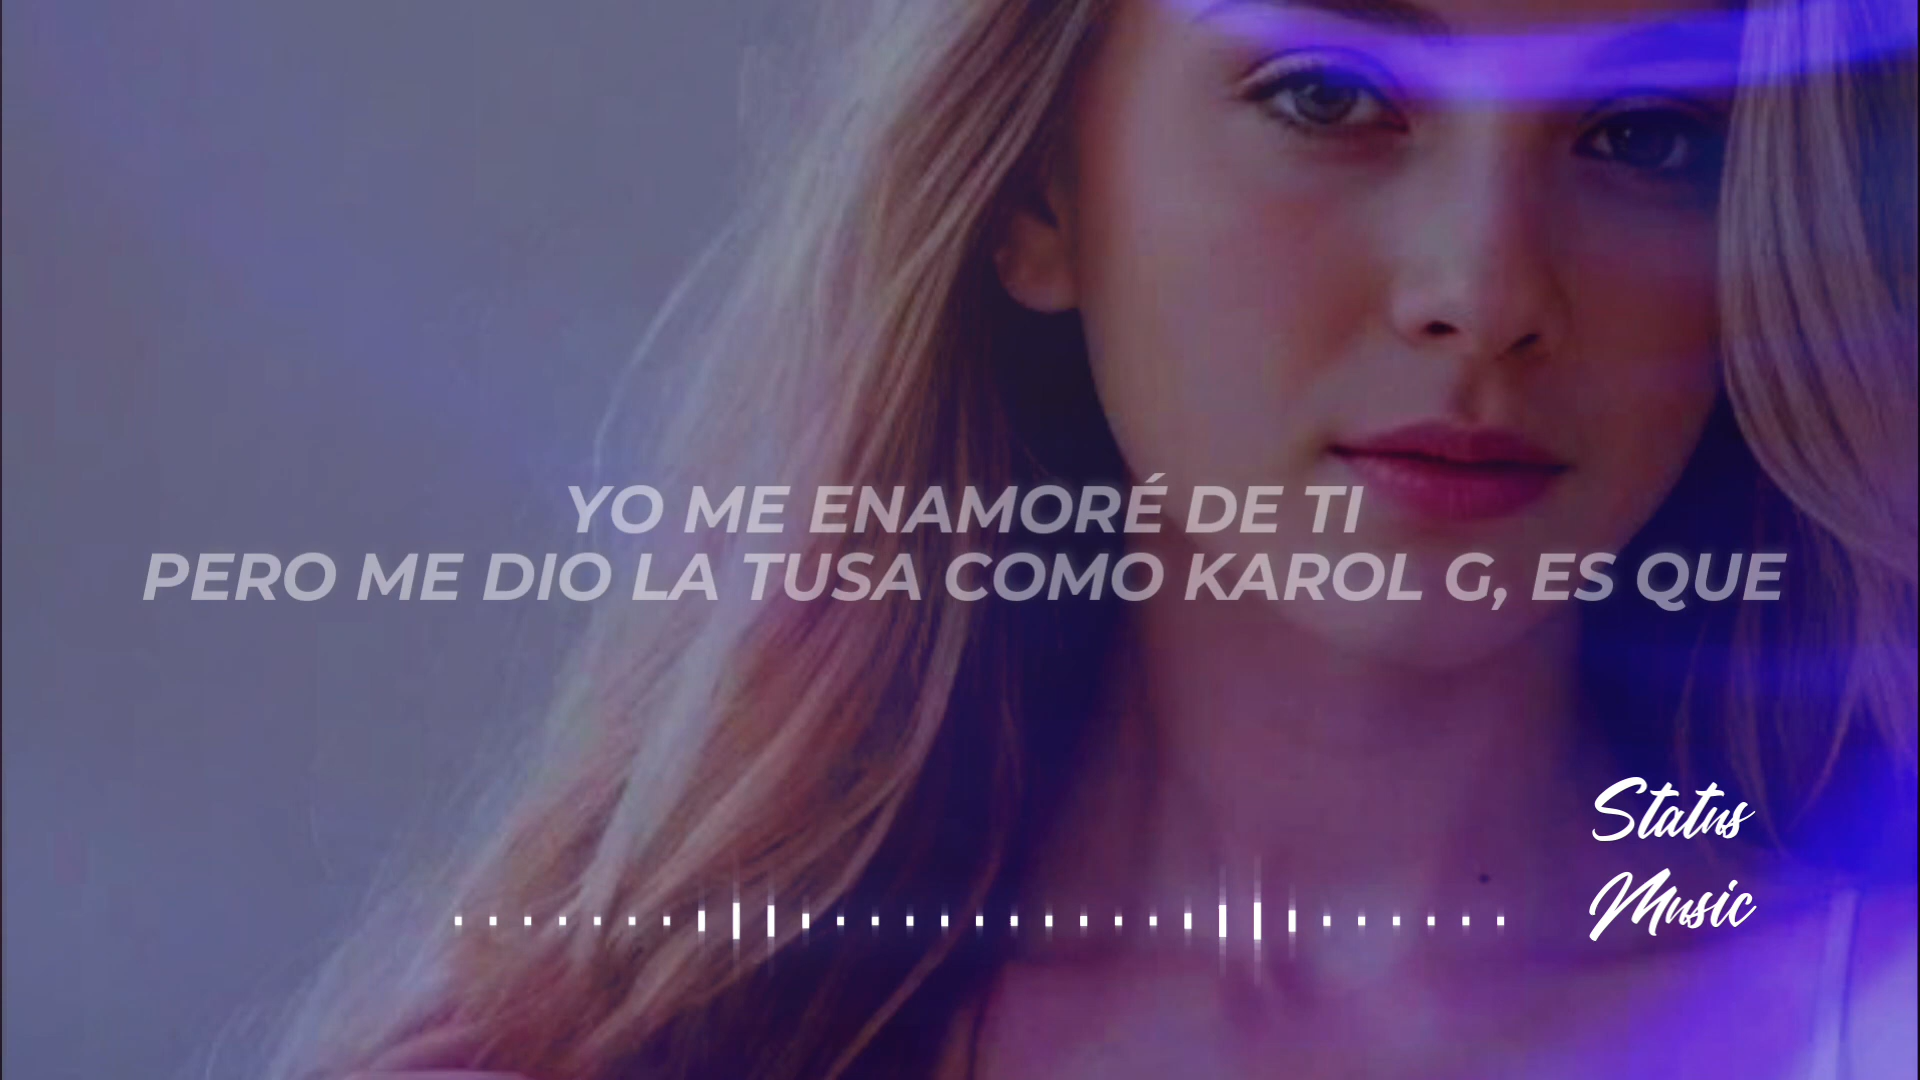 YO ME ENAMORÉ DE TI
PERO ME DIO LA TUSA COMO KAROL G, ES QUE
Status
Music